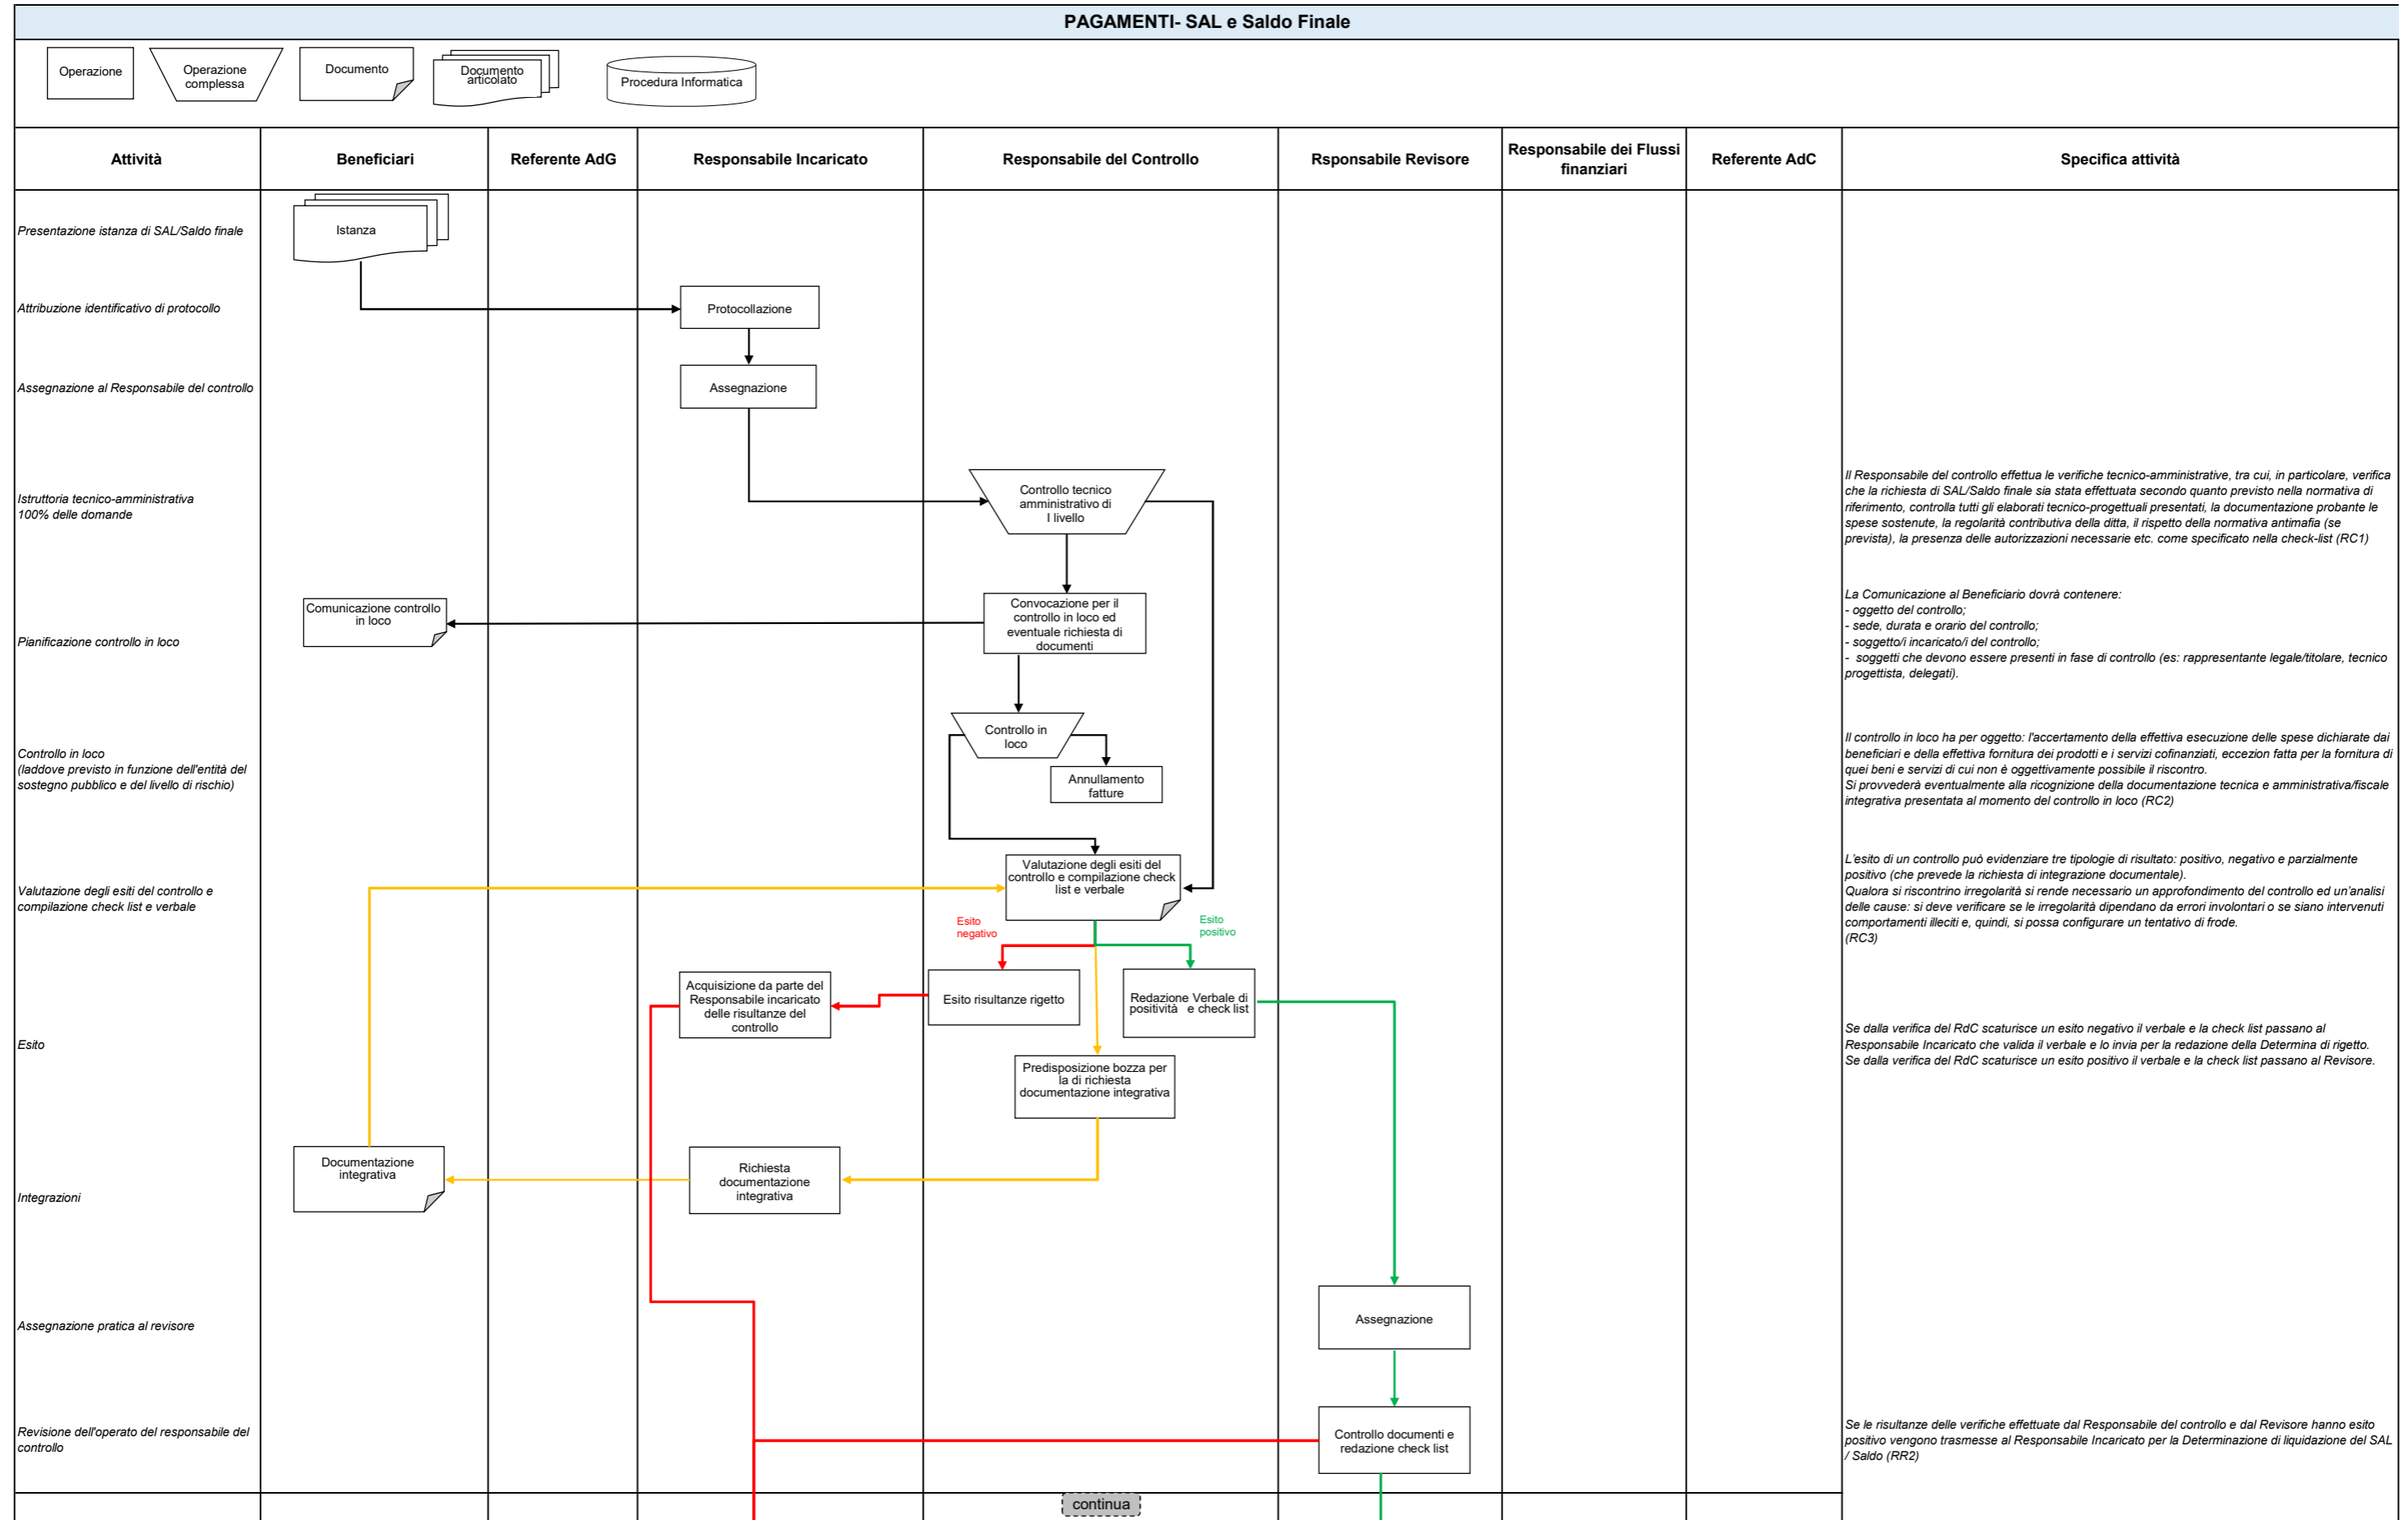 PAGAMENTI- SAL e Saldo Finale
Operazione
Operazione
complessa
Documento
Documento
articolato
Procedura Informatica
Attività
Beneficiari
Referente AdG
Responsabile Incaricato
Responsabile del Controllo
Rsponsabile Revisore
Responsabile dei Flussi
finanziari
Referente AdC
Specifica attività
Presentazione istanza di SAL/Saldo finale
Istanza
Attribuzione identificativo di protocollo
Protocollazione
Assegnazione al Responsabile del controllo
Assegnazione
Istruttoria tecnico-amministrativa
100% delle domande
Controllo tecnico
amministrativo di
I livello
Il Responsabile del controllo effettua le verifiche tecnico-amministrative, tra cui, in particolare, verifica
che la richiesta di SAL/Saldo finale sia stata effettuata secondo quanto previsto nella normativa di
riferimento, controlla tutti gli elaborati tecnico-progettuali presentati, la documentazione probante le
spese sostenute, la regolarità contributiva della ditta, il rispetto della normativa antimafia (se
prevista), la presenza delle autorizzazioni necessarie etc. come specificato nella check-list (RC1)
Pianificazione controllo in loco
Comunicazione controllo
in loco
Convocazione per il
controllo in loco ed
eventuale richiesta di
documenti
La Comunicazione al Beneficiario dovrà contenere:
- oggetto del controllo;
- sede, durata e orario del controllo;
- soggetto/i incaricato/i del controllo;
- soggetti che devono essere presenti in fase di controllo (es: rappresentante legale/titolare, tecnico
progettista, delegati).
Controllo in loco
(laddove previsto in funzione dell'entità del
sostegno pubblico e del livello di rischio)
Controllo in
loco
Annullamento
fatture
Il controllo in loco ha per oggetto: l'accertamento della effettiva esecuzione delle spese dichiarate dai
beneficiari e della effettiva fornitura dei prodotti e i servizi cofinanziati, eccezion fatta per la fornitura di
quei beni e servizi di cui non è oggettivamente possibile il riscontro.
Si provvederà eventualmente alla ricognizione della documentazione tecnica e amministrativa/fiscale
integrativa presentata al momento del controllo in loco (RC2)
Valutazione degli esiti del controllo e
compilazione check list e verbale
Valutazione degli esiti del
controllo e compilazione check
list e verbale
Esito
negativo
Esito
positivo
L'esito di un controllo può evidenziare tre tipologie di risultato: positivo, negativo e parzialmente
positivo (che prevede la richiesta di integrazione documentale).
Qualora si riscontrino irregolarità si rende necessario un approfondimento del controllo ed un'analisi
delle cause: si deve verificare se le irregolarità dipendano da errori involontari o se siano intervenuti
comportamenti illeciti e, quindi, si possa configurare un tentativo di frode.
(RC3)
Esito
Acquisizione da parte del
Responsabile incaricato
delle risultanze del
controllo
Esito risultanze rigetto
Redazione Verbale di
positività e check list
Predisposizione bozza per
la di richiesta
documentazione integrativa
Se dalla verifica del RdC scaturisce un esito negativo il verbale e la check list passano al
Responsabile Incaricato che valida il verbale e lo invia per la redazione della Determina di rigetto.
Se dalla verifica del RdC scaturisce un esito positivo il verbale e la check list passano al Revisore.
Integrazioni
Documentazione
integrativa
Richiesta
documentazione
integrativa
Assegnazione pratica al revisore
Assegnazione
Revisione dell'operato del responsabile del
controllo
Controllo documenti e
redazione check list
Se le risultanze delle verifiche effettuate dal Responsabile del controllo e dal Revisore hanno esito
positivo vengono trasmesse al Responsabile Incaricato per la Determinazione di liquidazione del SAL
/ Saldo (RR2)
continua